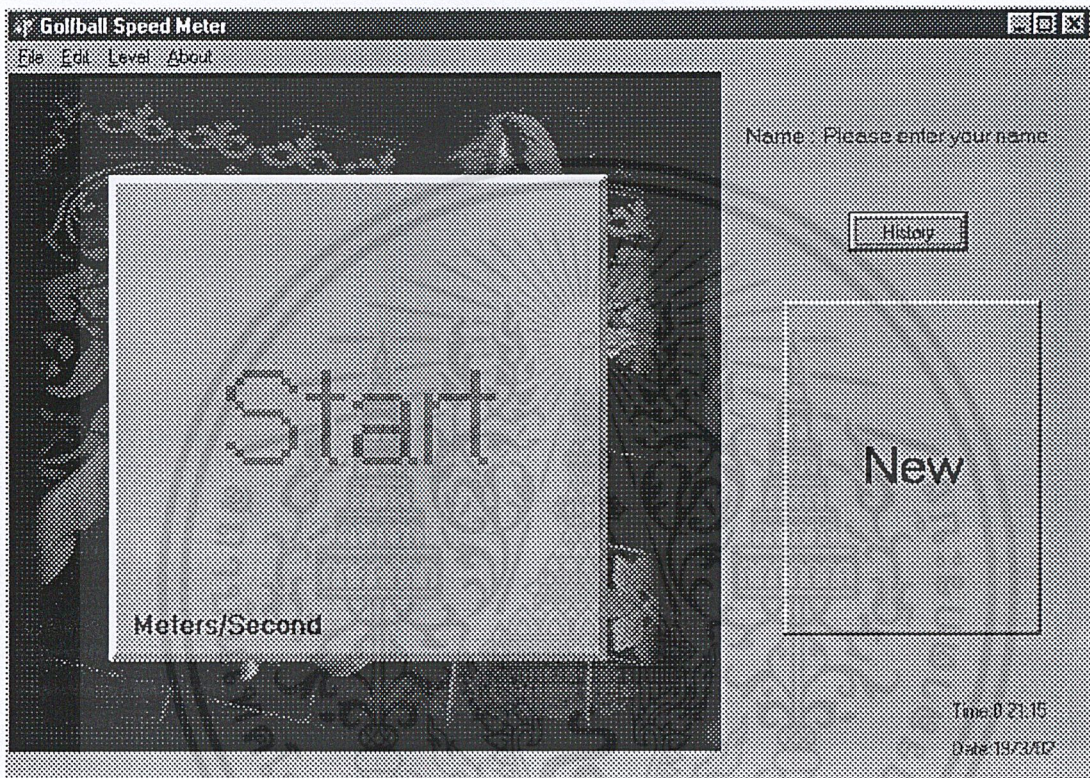 Golfball Speed Meter
File Edit Level About
Name : Please enter your name
History
Start
New
Meters/Second
Time:0:21:15
Date:19/3/02